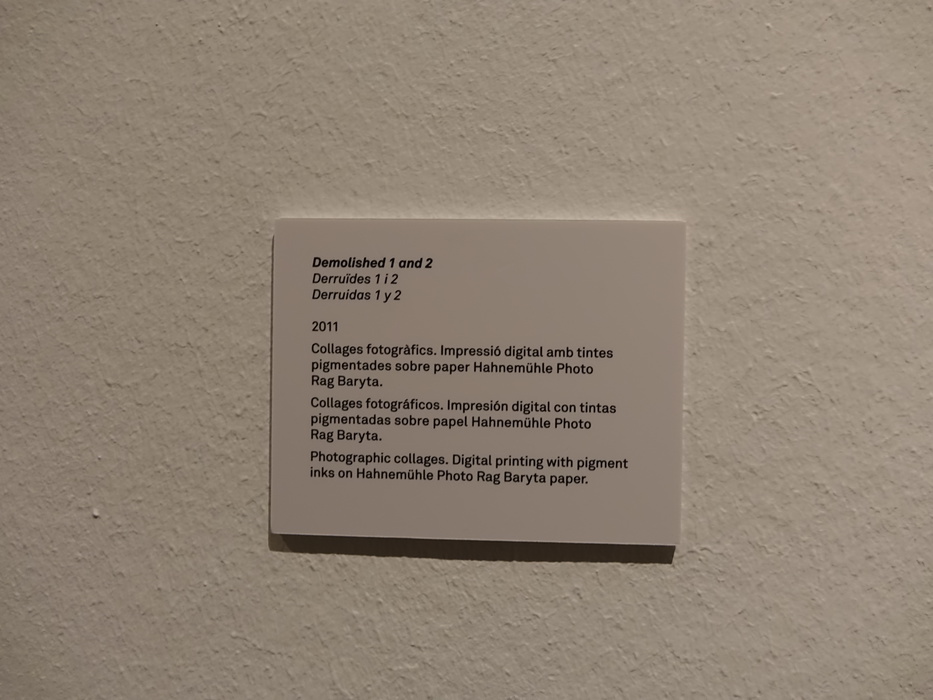 Demolished 1 and 2
Derruïdes 1 i 2
Derruidas 1 y 2
2011
Collages fotogràfics. Impressió digital amb tintes
pigmentades sobre paper Hahnemühle Photo
Rag Baryta.
Collages fotográficos. Impresión digital con tintas
pigmentadas sobre papel Hahnemühle Photo
Rag Baryta.
Photographic collages. Digital printing with pigment
inks on Hahnemühle Photo Rag Baryta paper.